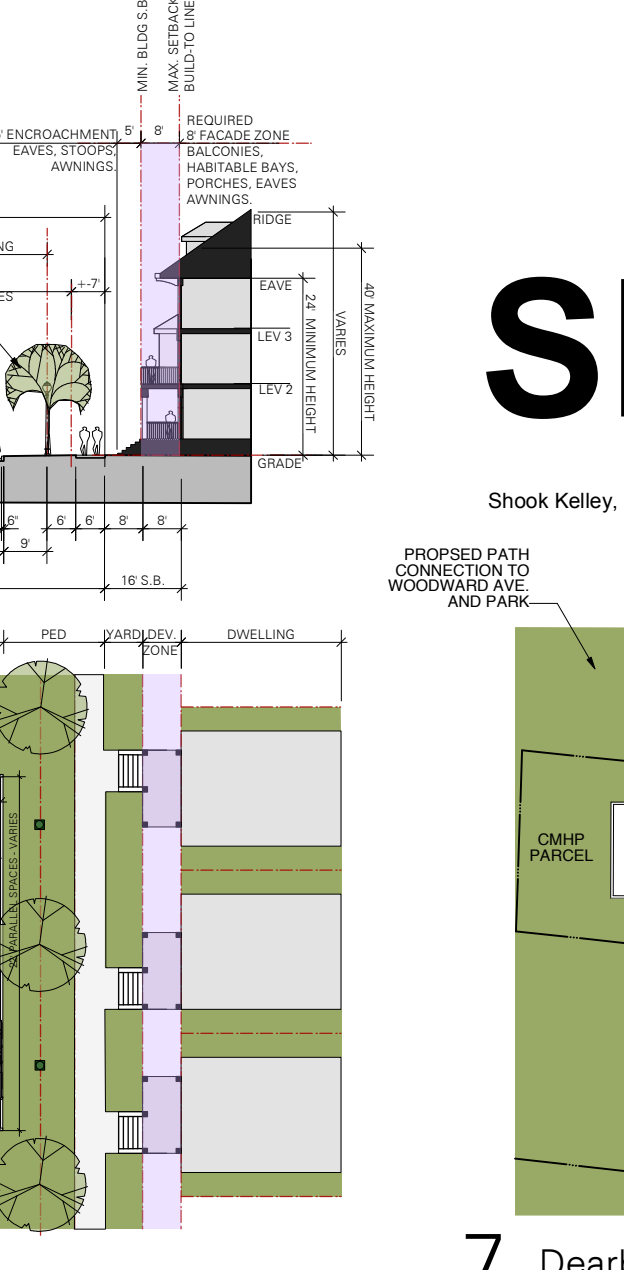 MIN. BLDG S.B
MAX. SETBACK
BUILD-TO LINE
' ENCROACHMENT
EAVES, STOOPS,
AWNINGS.
5'
8'
REQUIRED
8' FACADE ZONE
BALCONIES,
HABITABLE BAYS,
PORCHES, EAVES
AWNINGS.
RIDGE
NG
+-7'
ES
EAVE
LEV 3
LEV 2
GRADE
24' MINIMUM HEIGHT
VARIES
40' MAXIMUM HEIGHT
6"
6'
6'
8'
8'
9'
16' S.B.
PED
YARD
DEV.
ZONE
DWELLING
PARALLEL SPACES - VARIES
Shook Kelley,
PROPSED PATH
CONNECTION TO
WOODWARD AVE.
AND PARK
CMHP
PARCEL
7